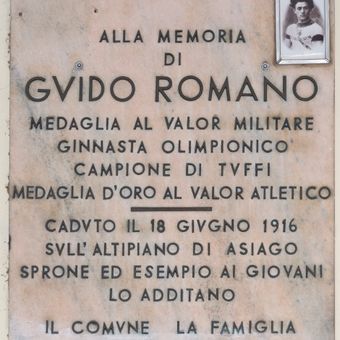 ALLA MEMORIA
DI
GVIDO ROMANO
MEDAGLIA AL VALOR MILITARE
GINNASTA OLIMPIONICO
CAMPIONE DI TVFFI
MEDAGLIA D'ORO AL VALOR ATLETICO
CADVTO IL 18 GIVGNO 1916
SVLL'ALTIPIANO DI ASIAGO
SPRONE ED ESEMPIO AI GIOVANI
LO ADDITANO
IL COMVNE LA FAMIGLIA